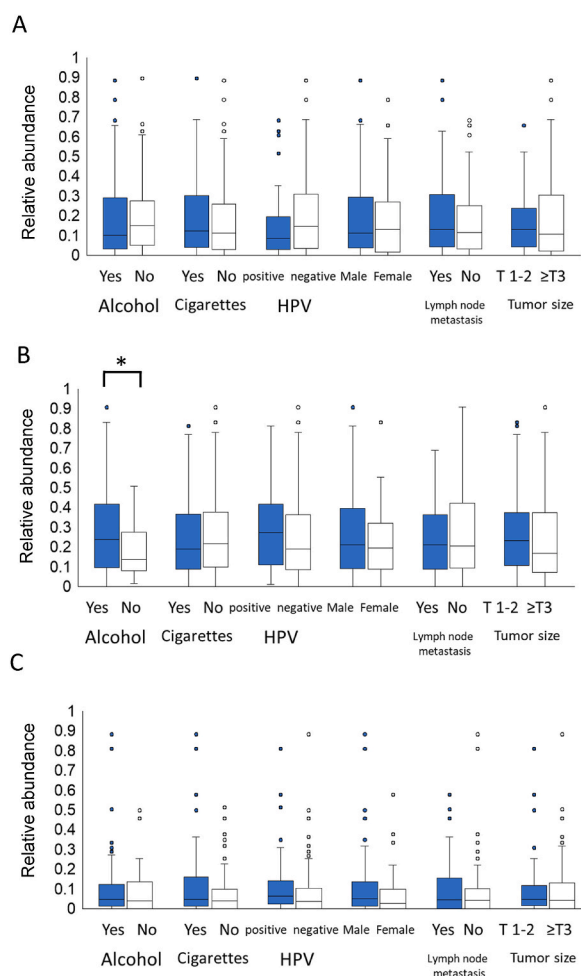 A
1
0.9
0.8
0.7
0.6
0.5
0.4
0.3
0.2
0.1
0
Relative abundance
Yes No Yes No positive negative Male Female Yes No T 1-2 ≥T3
Alcohol Cigarettes HPV Lymph node metastasis Tumor size
B
*
1
0.9
0.8
0.7
0.6
0.5
0.4
0.3
0.2
0.1
0
Relative abundance
Yes No Yes No positive negative Male Female Yes No T 1-2 ≥T3
Alcohol Cigarettes HPV Lymph node metastasis Tumor size
C
1
0.9
0.8
0.7
0.6
0.5
0.4
0.3
0.2
0.1
0
Relative abundance
Yes No Yes No positive negative Male Female Yes No T 1-2 ≥T3
Alcohol Cigarettes HPV Lymph node metastasis Tumor size